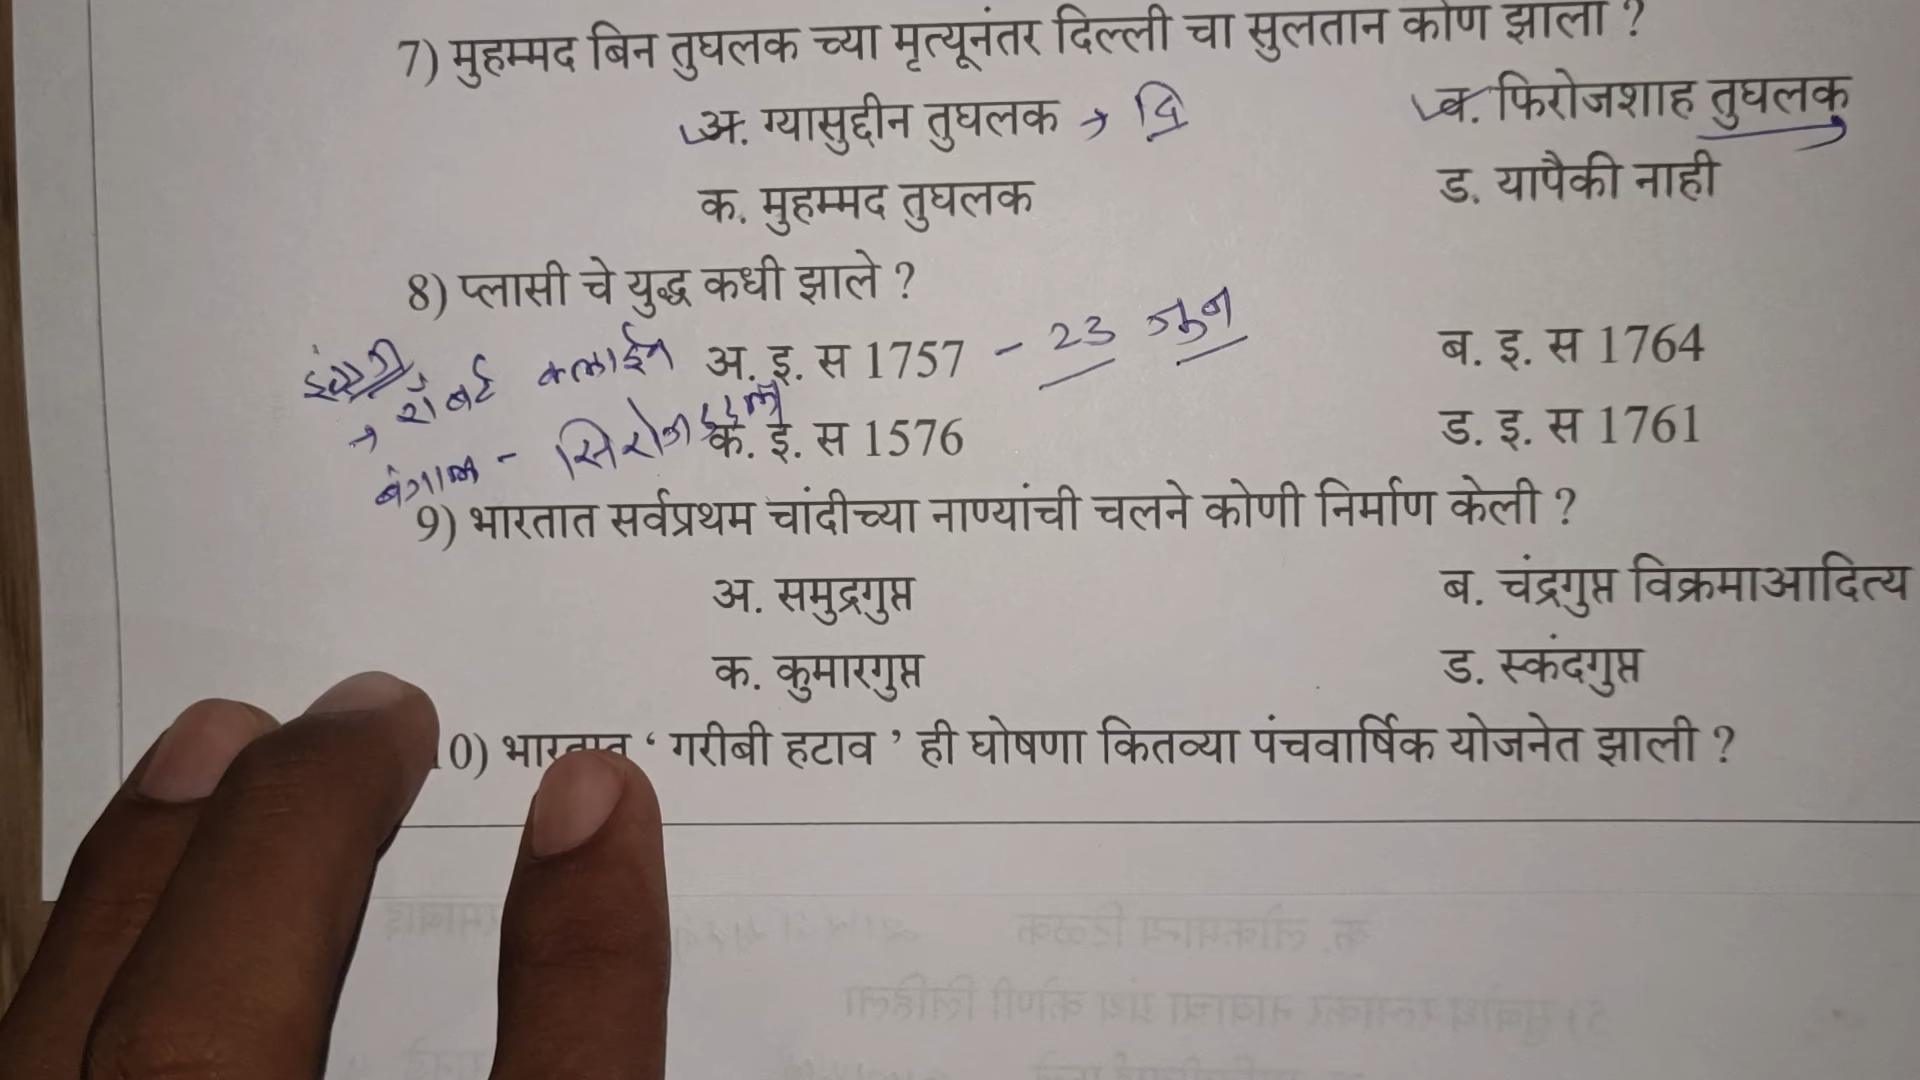 7) मुहम्मद बिन तुघलक च्या मृत्यूनंतर दिल्ली चा सुलतान कोण झाला ?
अ. ग्यासुद्दीन तुघलक → द्वि ब. फिरोजशाह तुघलक
क. मुहम्मद तुघलक ड. यापैकी नाही
8) प्लासी चे युद्ध कधी झाले ?
अ. इ. स 1757 - 23 जून ब. इ. स 1764
→ रॉबर्ट क्लाईव
क. इ. स 1576 ड. इ. स 1761
बंगाल -
9) भारतात सर्वप्रथम चांदीच्या नाण्यांची चलने कोणी निर्माण केली ?
अ. समुद्रगुप्त ब. चंद्रगुप्त विक्रमाआदित्य
क. कुमारगुप्त ड. स्कंदगुप्त
10) भारतात ‘ गरीबी हटाव ’ ही घोषणा कितव्या पंचवार्षिक योजनेत झाली ?